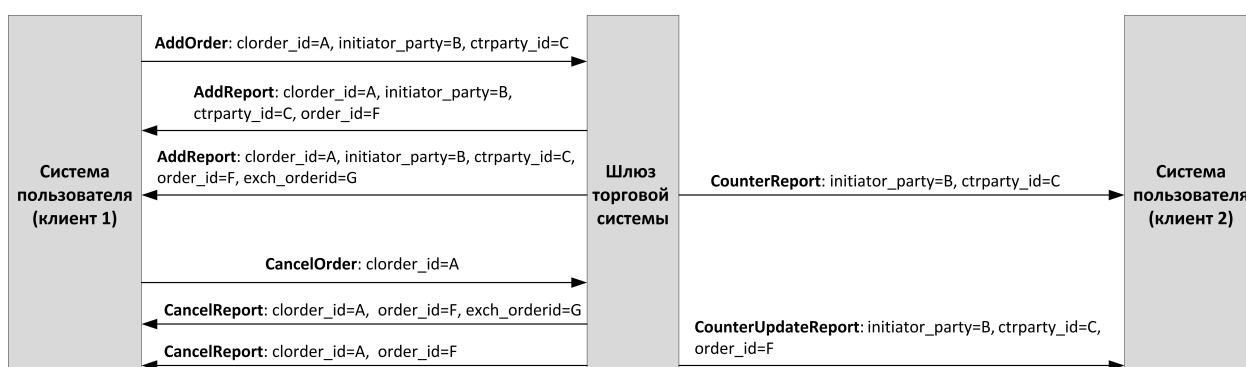 AddOrder: clorder_id=A, initiator_party=B, ctrparty_id=C
AddReport: clorder_id=A, initiator_party=B,
ctrparty_id=C, order_id=F
AddReport: clorder_id=A, initiator_party=B, ctrparty_id=C,
order_id=F, exch_orderid=G
Система
пользователя
(клиент 1)
Шлюз
торговой
системы
CounterReport: initiator_party=B, ctrparty_id=C
Система
пользователя
(клиент 2)
CancelOrder: clorder_id=A
CancelReport: clorder_id=A, order_id=F, exch_orderid=G
CounterUpdateReport: initiator_party=B, ctrparty_id=C,
order_id=F
CancelReport: clorder_id=A, order_id=F